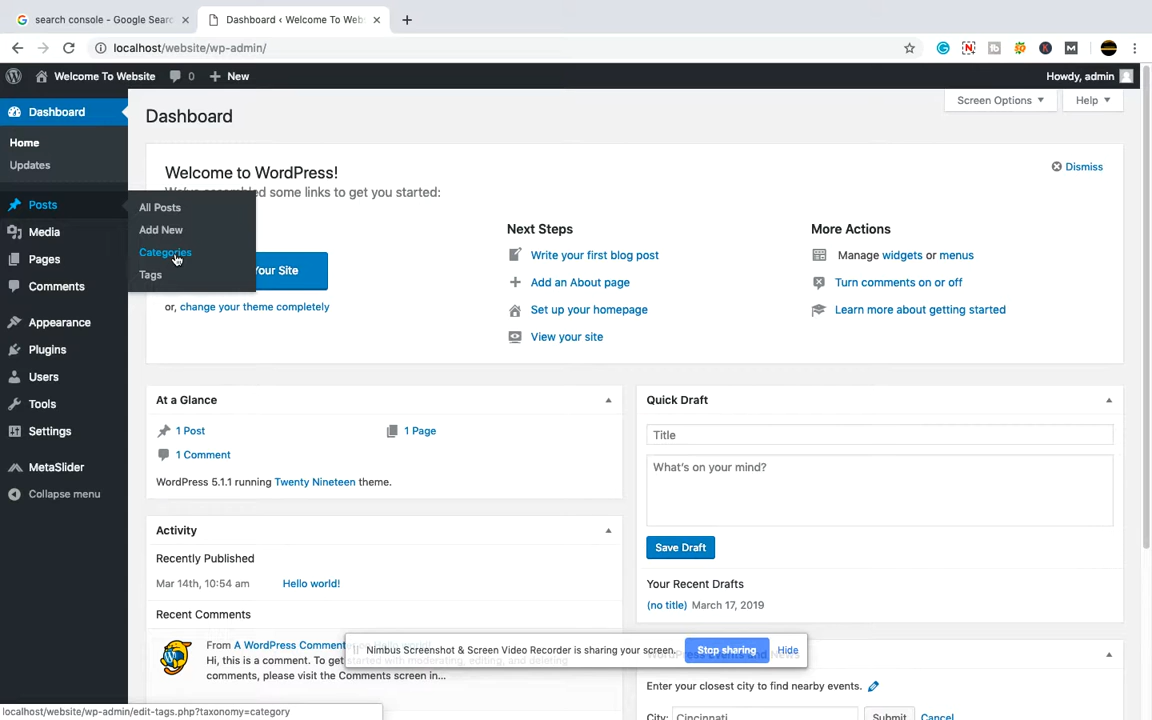 search console - Google Searc
Dashboard < Welcome To Web
localhost/website/wp-admin/
Welcome To Website
0
New
Howdy, admin
Dashboard
Home
Updates
Posts
Media
Pages
Comments
Appearance
Plugins
Users
Tools
Settings
MetaSlider
Collapse menu
All Posts
Add New
Categories
Tags
Dashboard
Screen Options
Help
Welcome to WordPress!
ed some links to get you started:
Dismiss
Your Site
or, change your theme completely
Next Steps
Write your first blog post
Add an About page
Set up your homepage
View your site
More Actions
Manage widgets or menus
Turn comments on or off
Learn more about getting started
At a Glance
1 Post
1 Page
1 Comment
WordPress 5.1.1 running Twenty Nineteen theme.
Activity
Recently Published
Mar 14th, 10:54 am
Hello world!
Recent Comments
From A WordPress Comment
Hi, this is a comment. To get started with moderating, editing, and deleting
comments, please visit the Comments screen in...
Quick Draft
Title
What's on your mind?
Save Draft
Your Recent Drafts
(no title) March 17, 2019
Nimbus Screenshot & Screen Video Recorder is sharing your screen.
Stop sharing
Hide
Enter your closest city to find nearby events.
City:
Cincinnati
Submit
Cancel
localhost/website/wp-admin/edit-tags.php?taxonomy=category